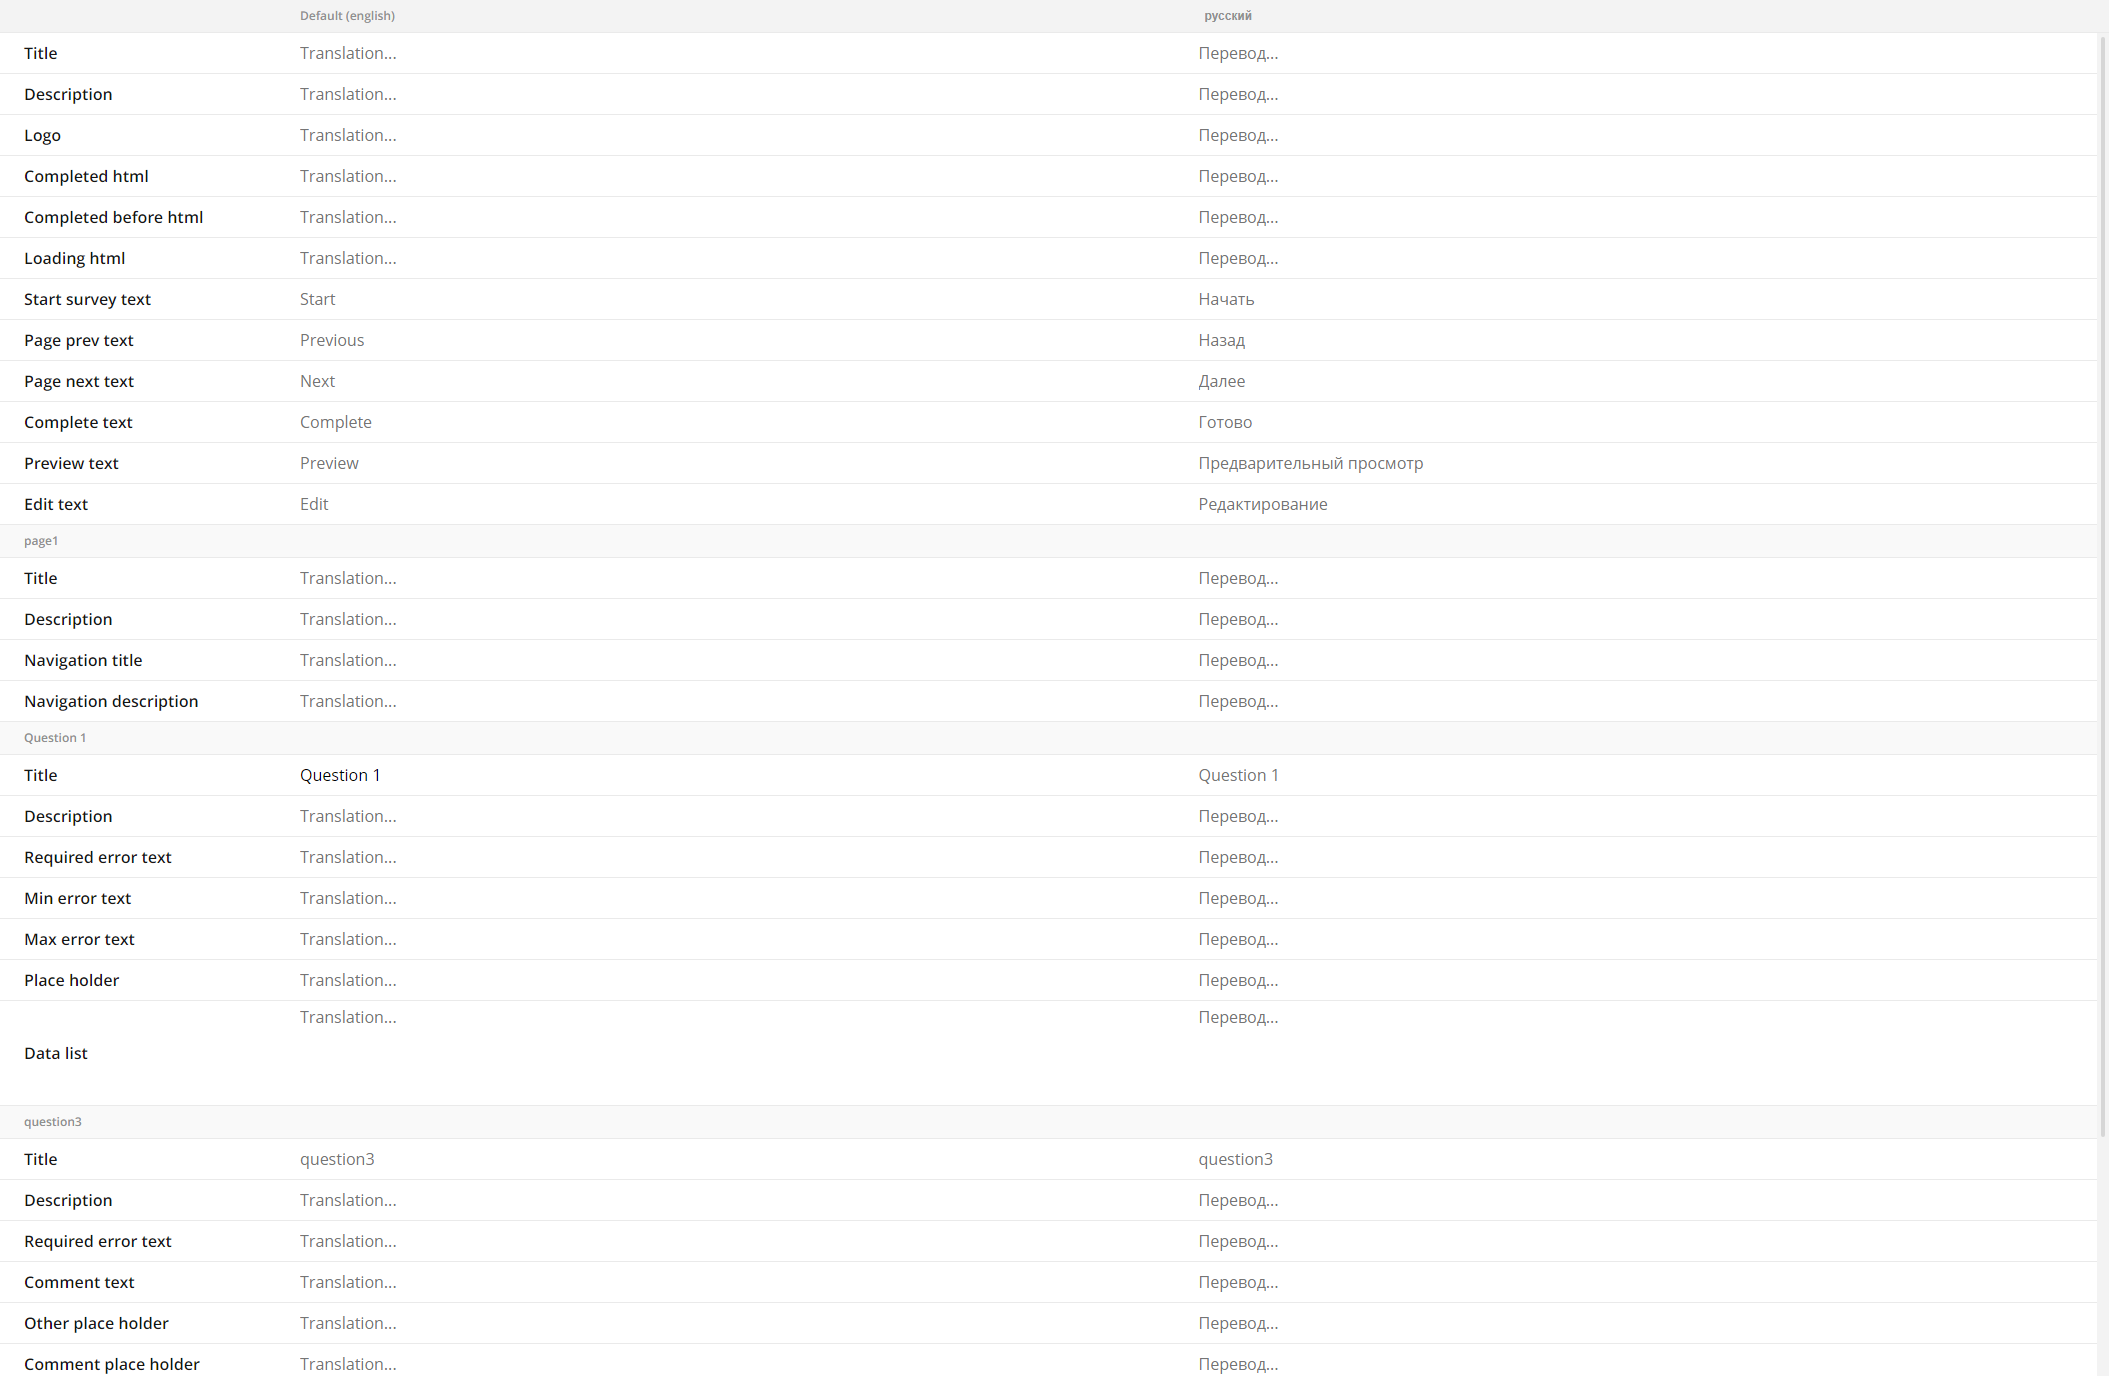 Default (english) русский
Title Translation... Перевод...
Description Translation... Перевод...
Logo Translation... Перевод...
Completed html Translation... Перевод...
Completed before html Translation... Перевод...
Loading html Translation... Перевод...
Start survey text Start Начать
Page prev text Previous Назад
Page next text Next Далее
Complete text Complete Готово
Preview text Preview Предварительный просмотр
Edit text Edit Редактирование
page1
Title Translation... Перевод...
Description Translation... Перевод...
Navigation title Translation... Перевод...
Navigation description Translation... Перевод...
Question 1
Title Question 1 Question 1
Description Translation... Перевод...
Required error text Translation... Перевод...
Min error text Translation... Перевод...
Max error text Translation... Перевод...
Place holder Translation... Перевод...
Translation... Перевод...
Data list
question3
Title question3 question3
Description Translation... Перевод...
Required error text Translation... Перевод...
Comment text Translation... Перевод...
Other place holder Translation... Перевод...
Comment place holder Translation... Перевод...